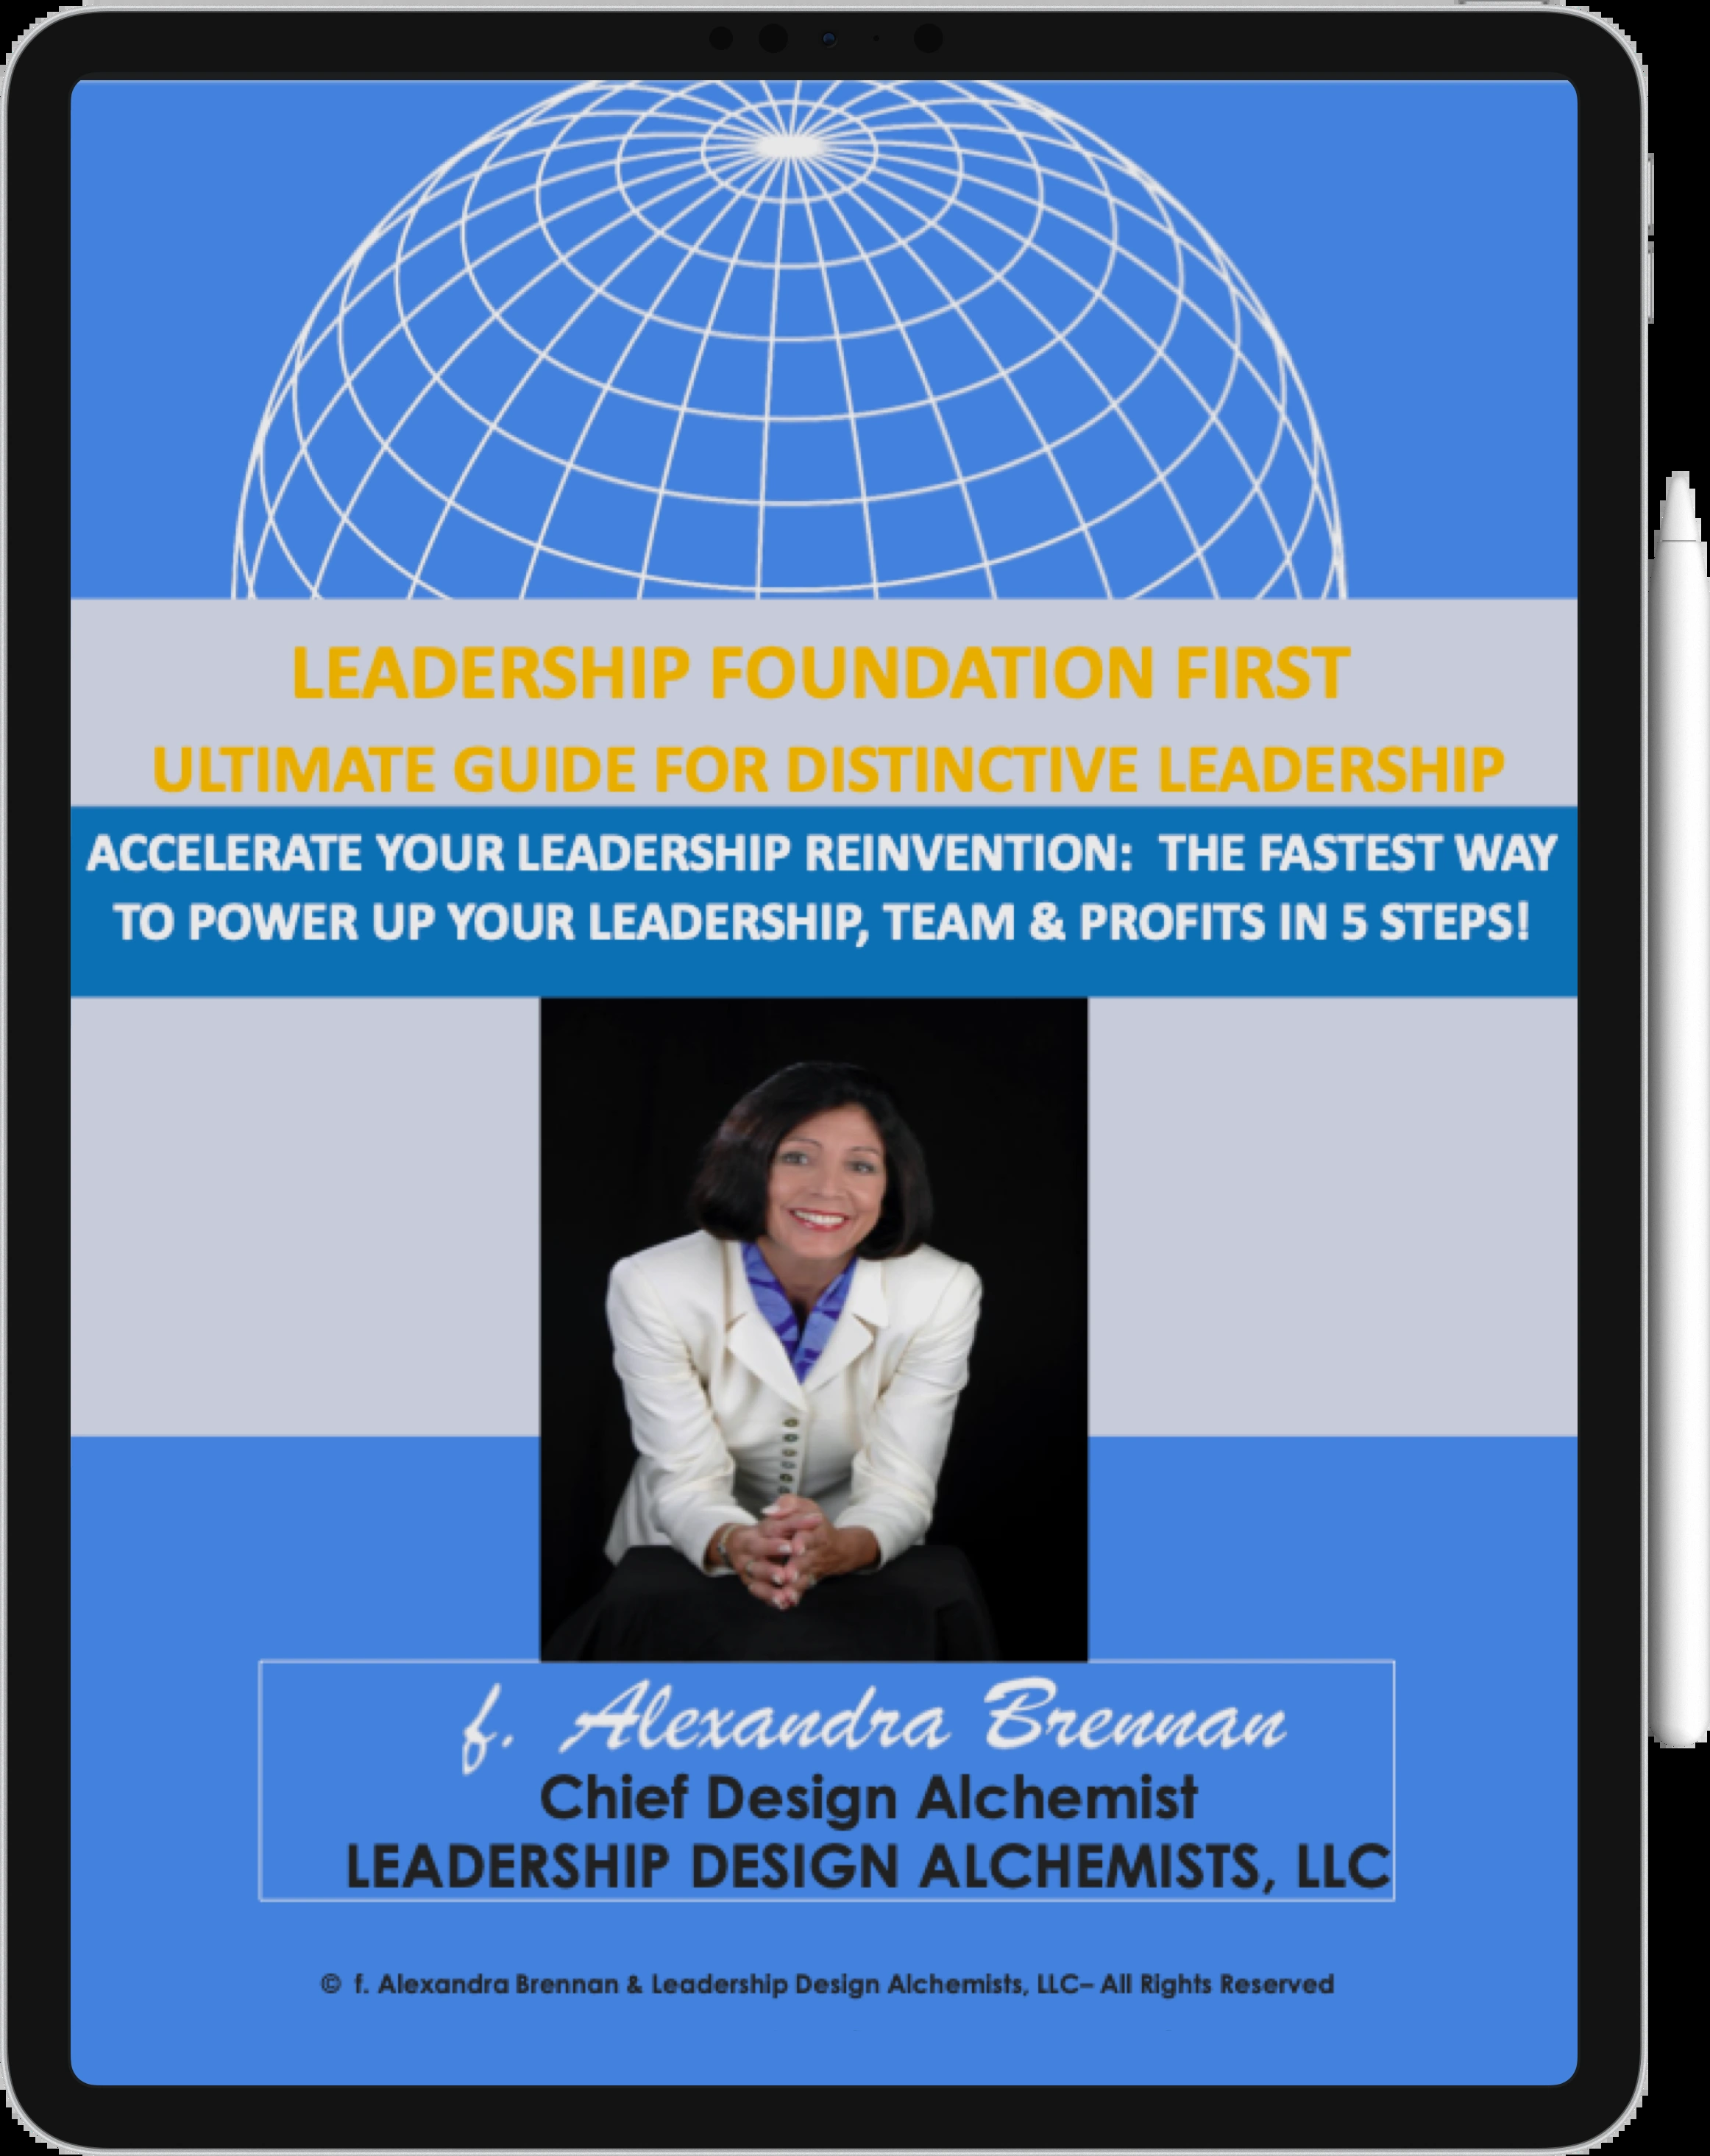 LEADERSHIP FOUNDATION FIRST
ULTIMATE GUIDE FOR DISTINCTIVE LEADERSHIP
ACCELERATE YOUR LEADERSHIP REINVENTION:  THE FASTEST WAY
TO POWER UP YOUR LEADERSHIP, TEAM & PROFITS IN 5 STEPS!
f. Alexandra Brennan
Chief Design Alchemist
LEADERSHIP DESIGN ALCHEMISTS, LLC
© f. Alexandra Brennan & Leadership Design Alchemists, LLC– All Rights Reserved